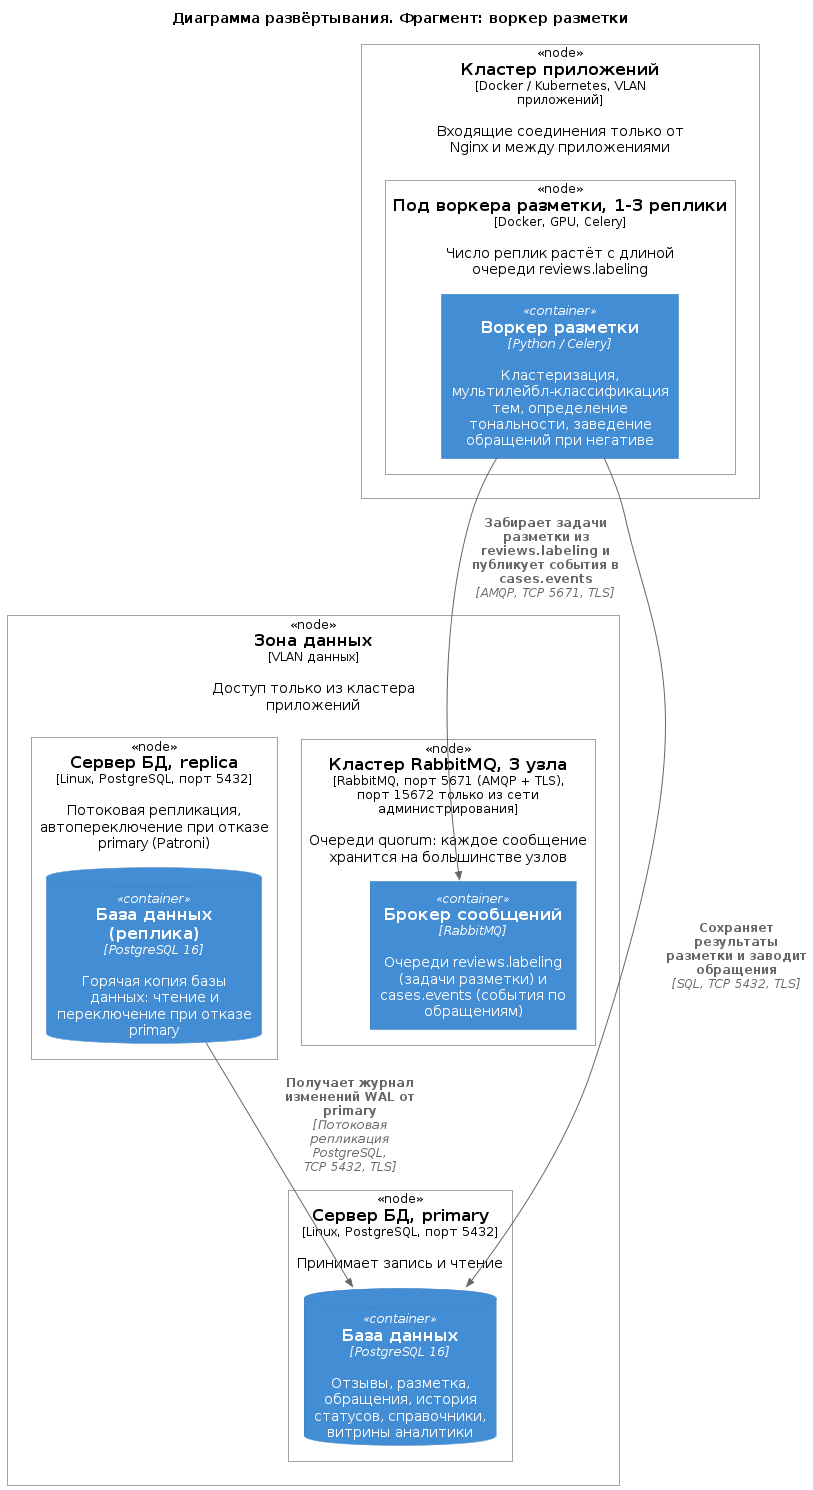 Диаграмма развёртывания. Фрагмент: воркер разметки
«node»
Кластер приложений
[Docker / Kubernetes, VLAN
приложений]
Входящие соединения только от
Nginx и между приложениями
«node»
Под воркера разметки, 1-3 реплики
[Docker, GPU, Celery]
Число реплик растёт с длиной
очереди reviews.labeling
«container»
Воркер разметки
[Python / Celery]
Кластеризация,
мультилейбл-классификация
тем, определение
тональности, заведение
обращений при негативе
Забирает задачи
разметки из
reviews.labeling и
публикует события в
cases.events
[AMQP, TCP 5671, TLS]
«node»
Зона данных
[VLAN данных]
Доступ только из кластера
приложений
«node»
Сервер БД, replica
[Linux, PostgreSQL, порт 5432]
Потоковая репликация,
автопереключение при отказе
primary (Patroni)
«container»
База данных
(реплика)
[PostgreSQL 16]
Горячая копия базы
данных: чтение и
переключение при отказе
primary
«node»
Кластер RabbitMQ, 3 узла
[RabbitMQ, порт 5671 (AMQP + TLS),
порт 15672 только из сети
администрирования]
Очереди quorum: каждое сообщение
хранится на большинстве узлов
«container»
Брокер сообщений
[RabbitMQ]
Очереди reviews.labeling
(задачи разметки) и
cases.events (события по
обращениям)
Сохраняет
результаты
разметки и заводит
обращения
[SQL, TCP 5432, TLS]
Получает журнал
изменений WAL от
primary
[Потоковая
репликация
PostgreSQL,
TCP 5432, TLS]
«node»
Сервер БД, primary
[Linux, PostgreSQL, порт 5432]
Принимает запись и чтение
«container»
База данных
[PostgreSQL 16]
Отзывы, разметка,
обращения, история
статусов, справочники,
витрины аналитики